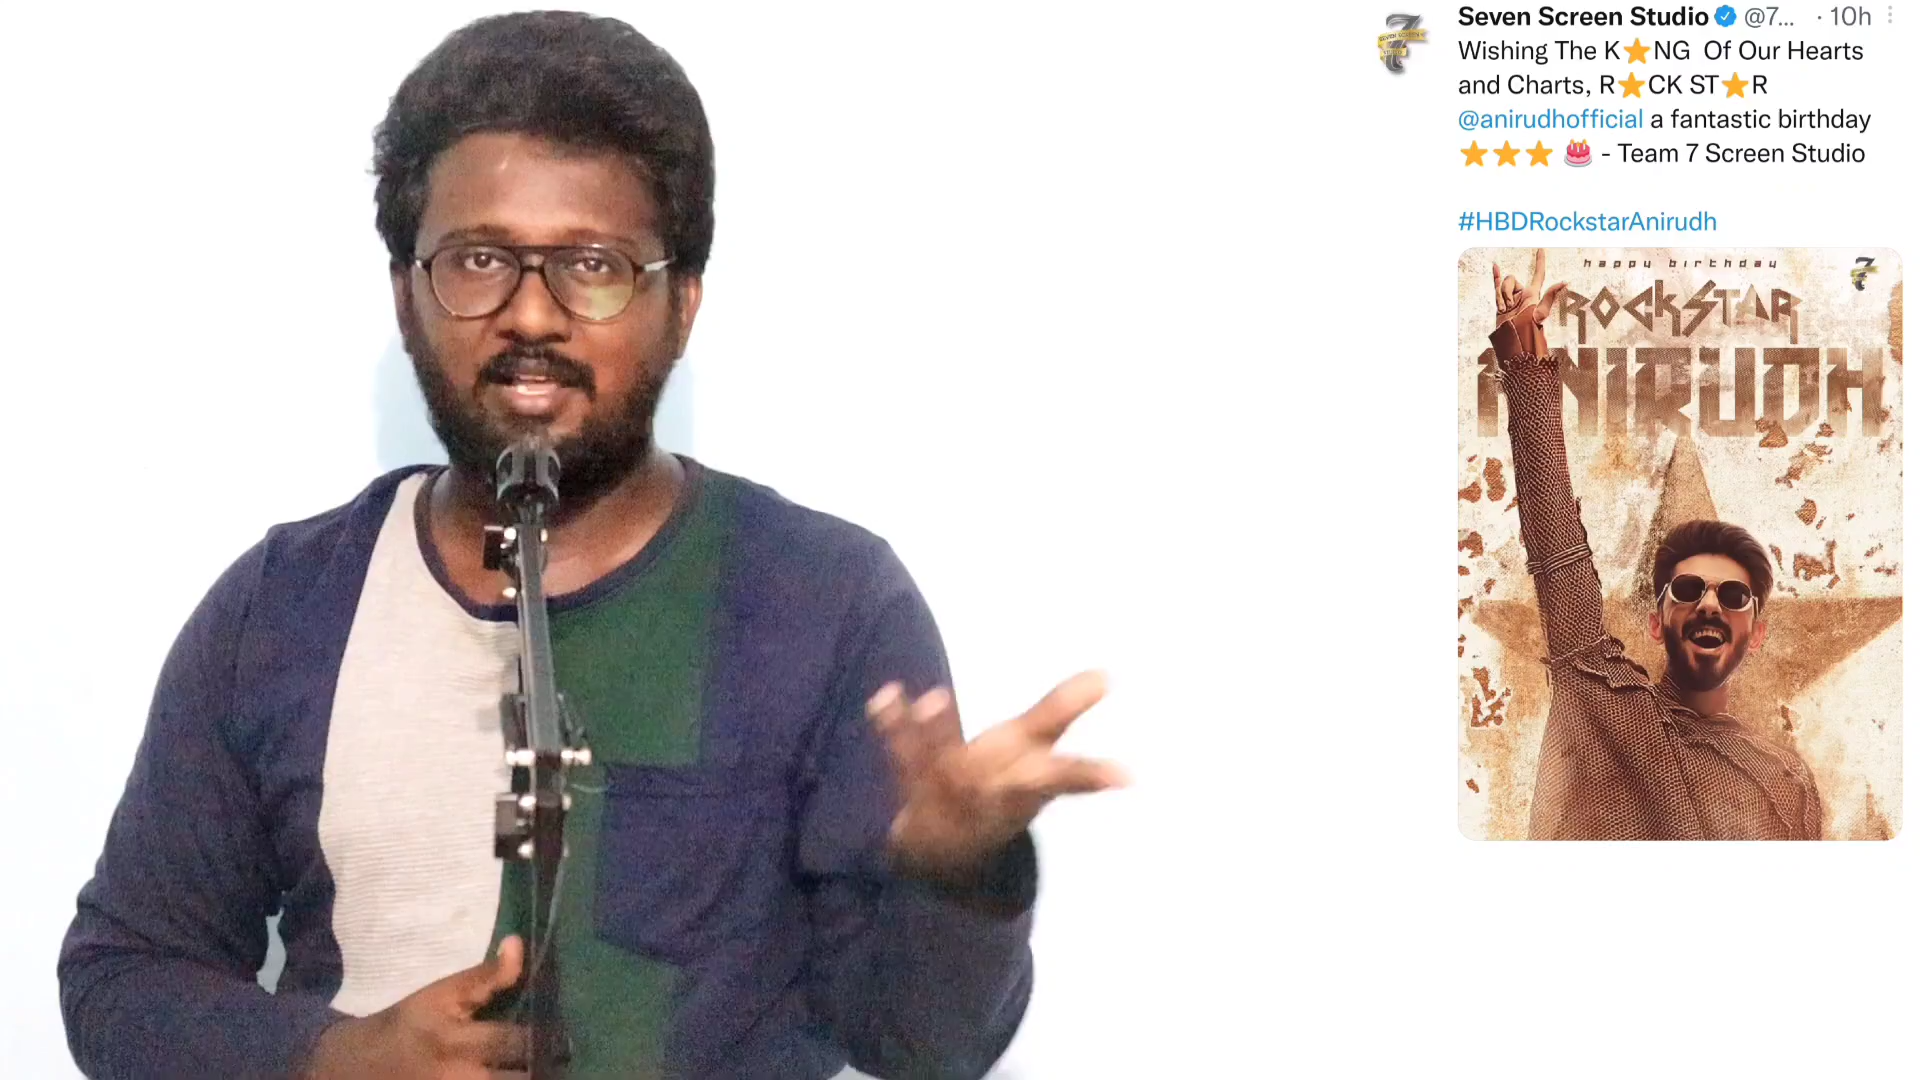 Seven Screen Studio @7... · 10h
Wishing The K⭐NG Of Our Hearts
and Charts, R⭐CK ST⭐R
@anirudhofficial a fantastic birthday
⭐⭐⭐ 🎂 - Team 7 Screen Studio
#HBDRockstarAnirudh
happy birthday
ROCKSTAR
ANIRUDH